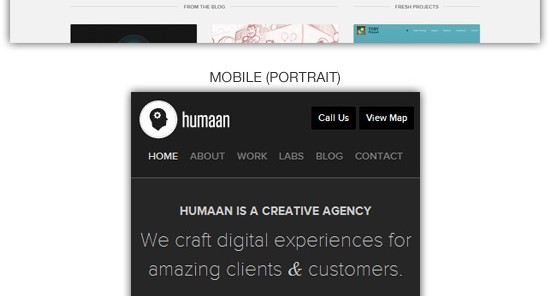 FROM THE BLOG
FRESH PROJECTS
MOBILE (PORTRAIT)
humaan
Call Us
View Map
HOME ABOUT WORK LABS BLOG CONTACT
HUMAAN IS A CREATIVE AGENCY
We craft digital experiences for
amazing clients & customers.